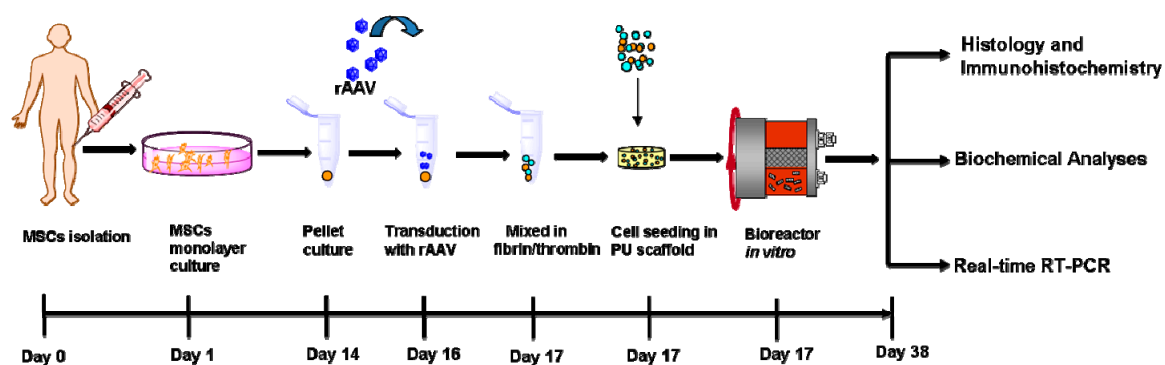 rAAV
MSCs isolation
MSCs
monolayer
culture
Pellet
culture
Transduction
with rAAV
Mixed in
fibrin/thrombin
Cell seeding in
PU scaffold
Bioreactor
in vitro
Histology and
Immunohistochemistry
Biochemical Analyses
Real-time RT-PCR
Day 0
Day 1
Day 14
Day 16
Day 17
Day 17
Day 17
Day 38